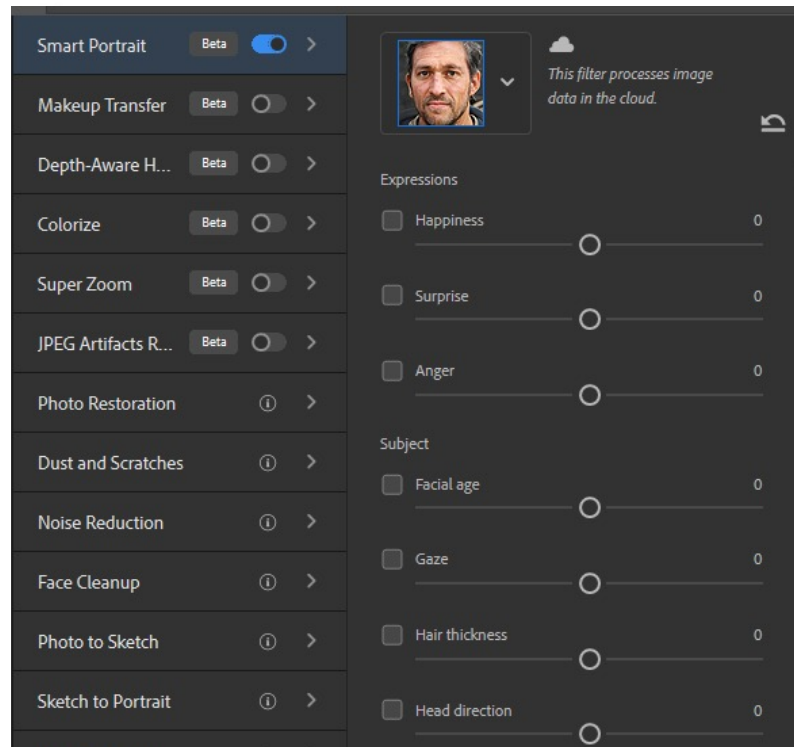 Smart Portrait Beta
Makeup Transfer Beta
Depth-Aware H... Beta
Colorize Beta
Super Zoom Beta
JPEG Artifacts R... Beta
Photo Restoration
Dust and Scratches
Noise Reduction
Face Cleanup
Photo to Sketch
Sketch to Portrait
This filter processes image
data in the cloud.
Expressions
Happiness 0
Surprise 0
Anger 0
Subject
Facial age 0
Gaze 0
Hair thickness 0
Head direction 0